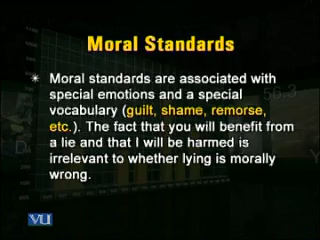 Moral Standards
✴ Moral standards are associated with
special emotions and a special
vocabulary (guilt, shame, remorse,
etc.). The fact that you will benefit from
a lie and that I will be harmed is
irrelevant to whether lying is morally
wrong.
56.3
VU